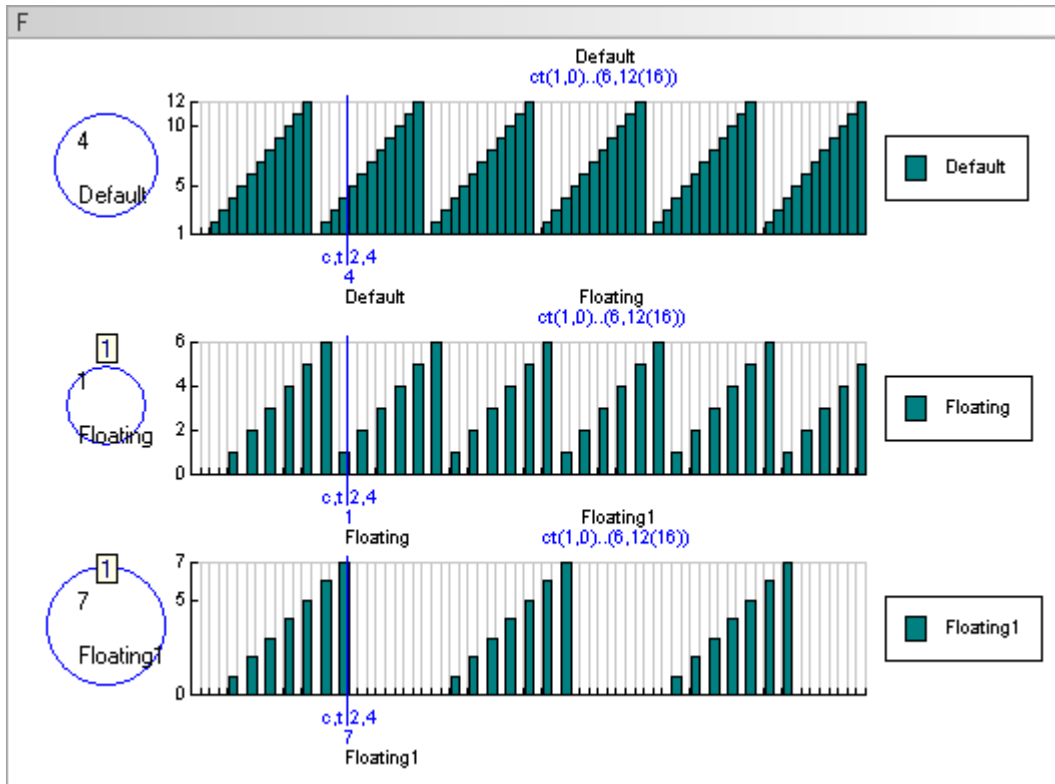 F
Default
ct(1,0)..(6,12(16))
12
10
5
1
4
Default
Default
c,t 2,4
4
Default
Floating
ct(1,0)..(6,12(16))
6
4
2
0
1
1
Floating
Floating
c,t 2,4
1
Floating
Floating1
ct(1,0)..(6,12(16))
7
5
0
1
7
Floating1
Floating1
c,t 2,4
7
Floating1